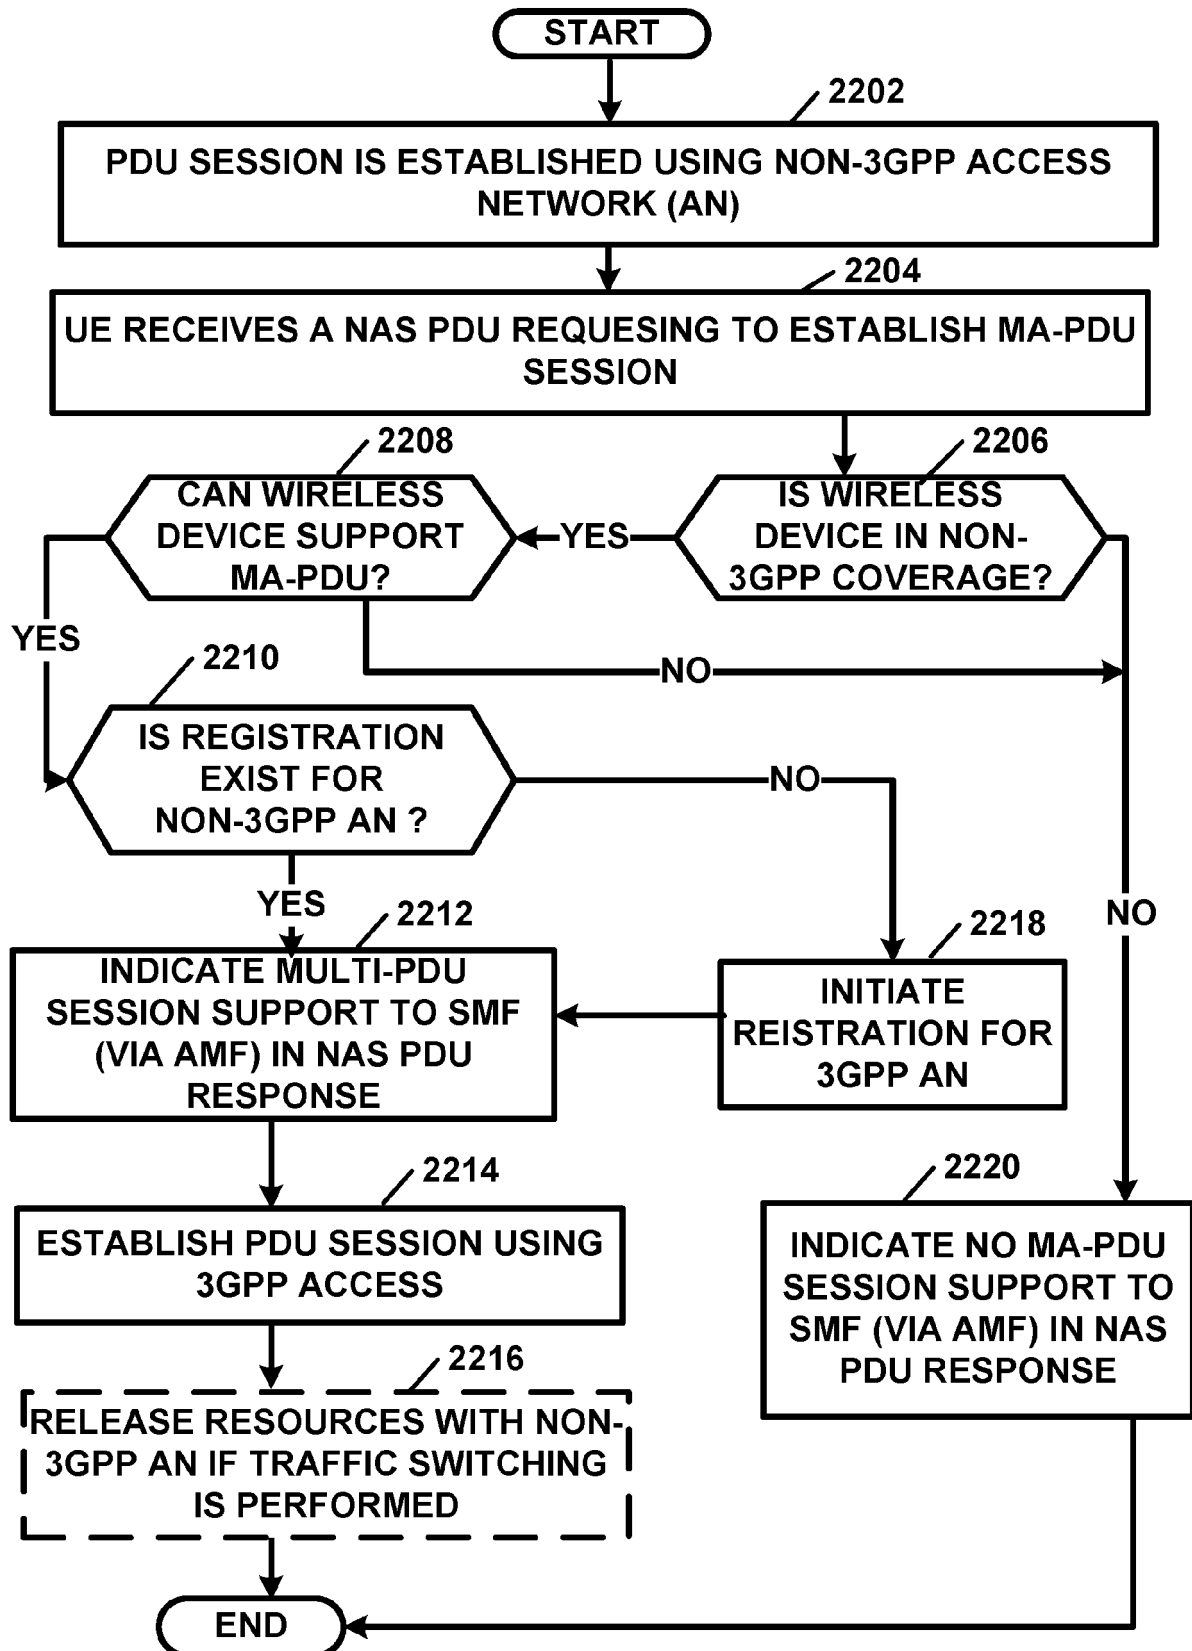 START
2202
PDU SESSION IS ESTABLISHED USING NON-3GPP ACCESS
NETWORK (AN)
2204
UE RECEIVES A NAS PDU REQUESING TO ESTABLISH MA-PDU
SESSION
2208
2206
CAN WIRELESS
DEVICE SUPPORT
MA-PDU?
YES
IS WIRELESS
DEVICE IN NON-
3GPP COVERAGE?
YES
2210
NO
IS REGISTRATION
EXIST FOR
NON-3GPP AN ?
NO
YES
NO
2212
2218
INDICATE MULTI-PDU
SESSION SUPPORT TO SMF
(VIA AMF) IN NAS PDU
RESPONSE
INITIATE
REISTRATION FOR
3GPP AN
2214
2220
ESTABLISH PDU SESSION USING
3GPP ACCESS
INDICATE NO MA-PDU
SESSION SUPPORT TO
SMF (VIA AMF) IN NAS
PDU RESPONSE
2216
RELEASE RESOURCES WITH NON-
3GPP AN IF TRAFFIC SWITCHING
IS PERFORMED
END